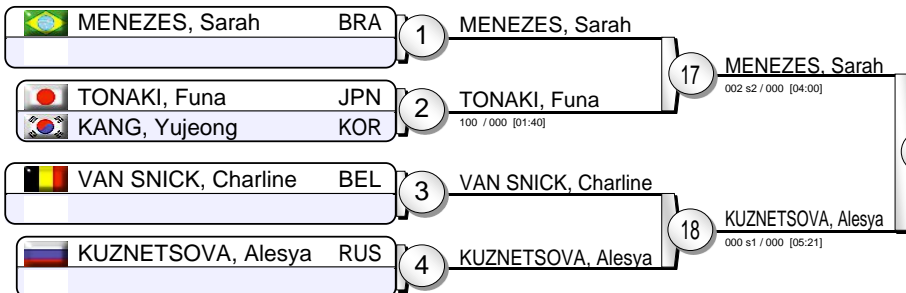 MENEZES, Sarah BRA
1
MENEZES, Sarah
17
MENEZES, Sarah
002 s2 / 000 [04:00]
TONAKI, Funa JPN
KANG, Yujeong KOR
2
TONAKI, Funa
100 / 000 [01:40]
VAN SNICK, Charline BEL
3
VAN SNICK, Charline
18
KUZNETSOVA, Alesya
000 s1 / 000 [05:21]
KUZNETSOVA, Alesya RUS
4
KUZNETSOVA, Alesya